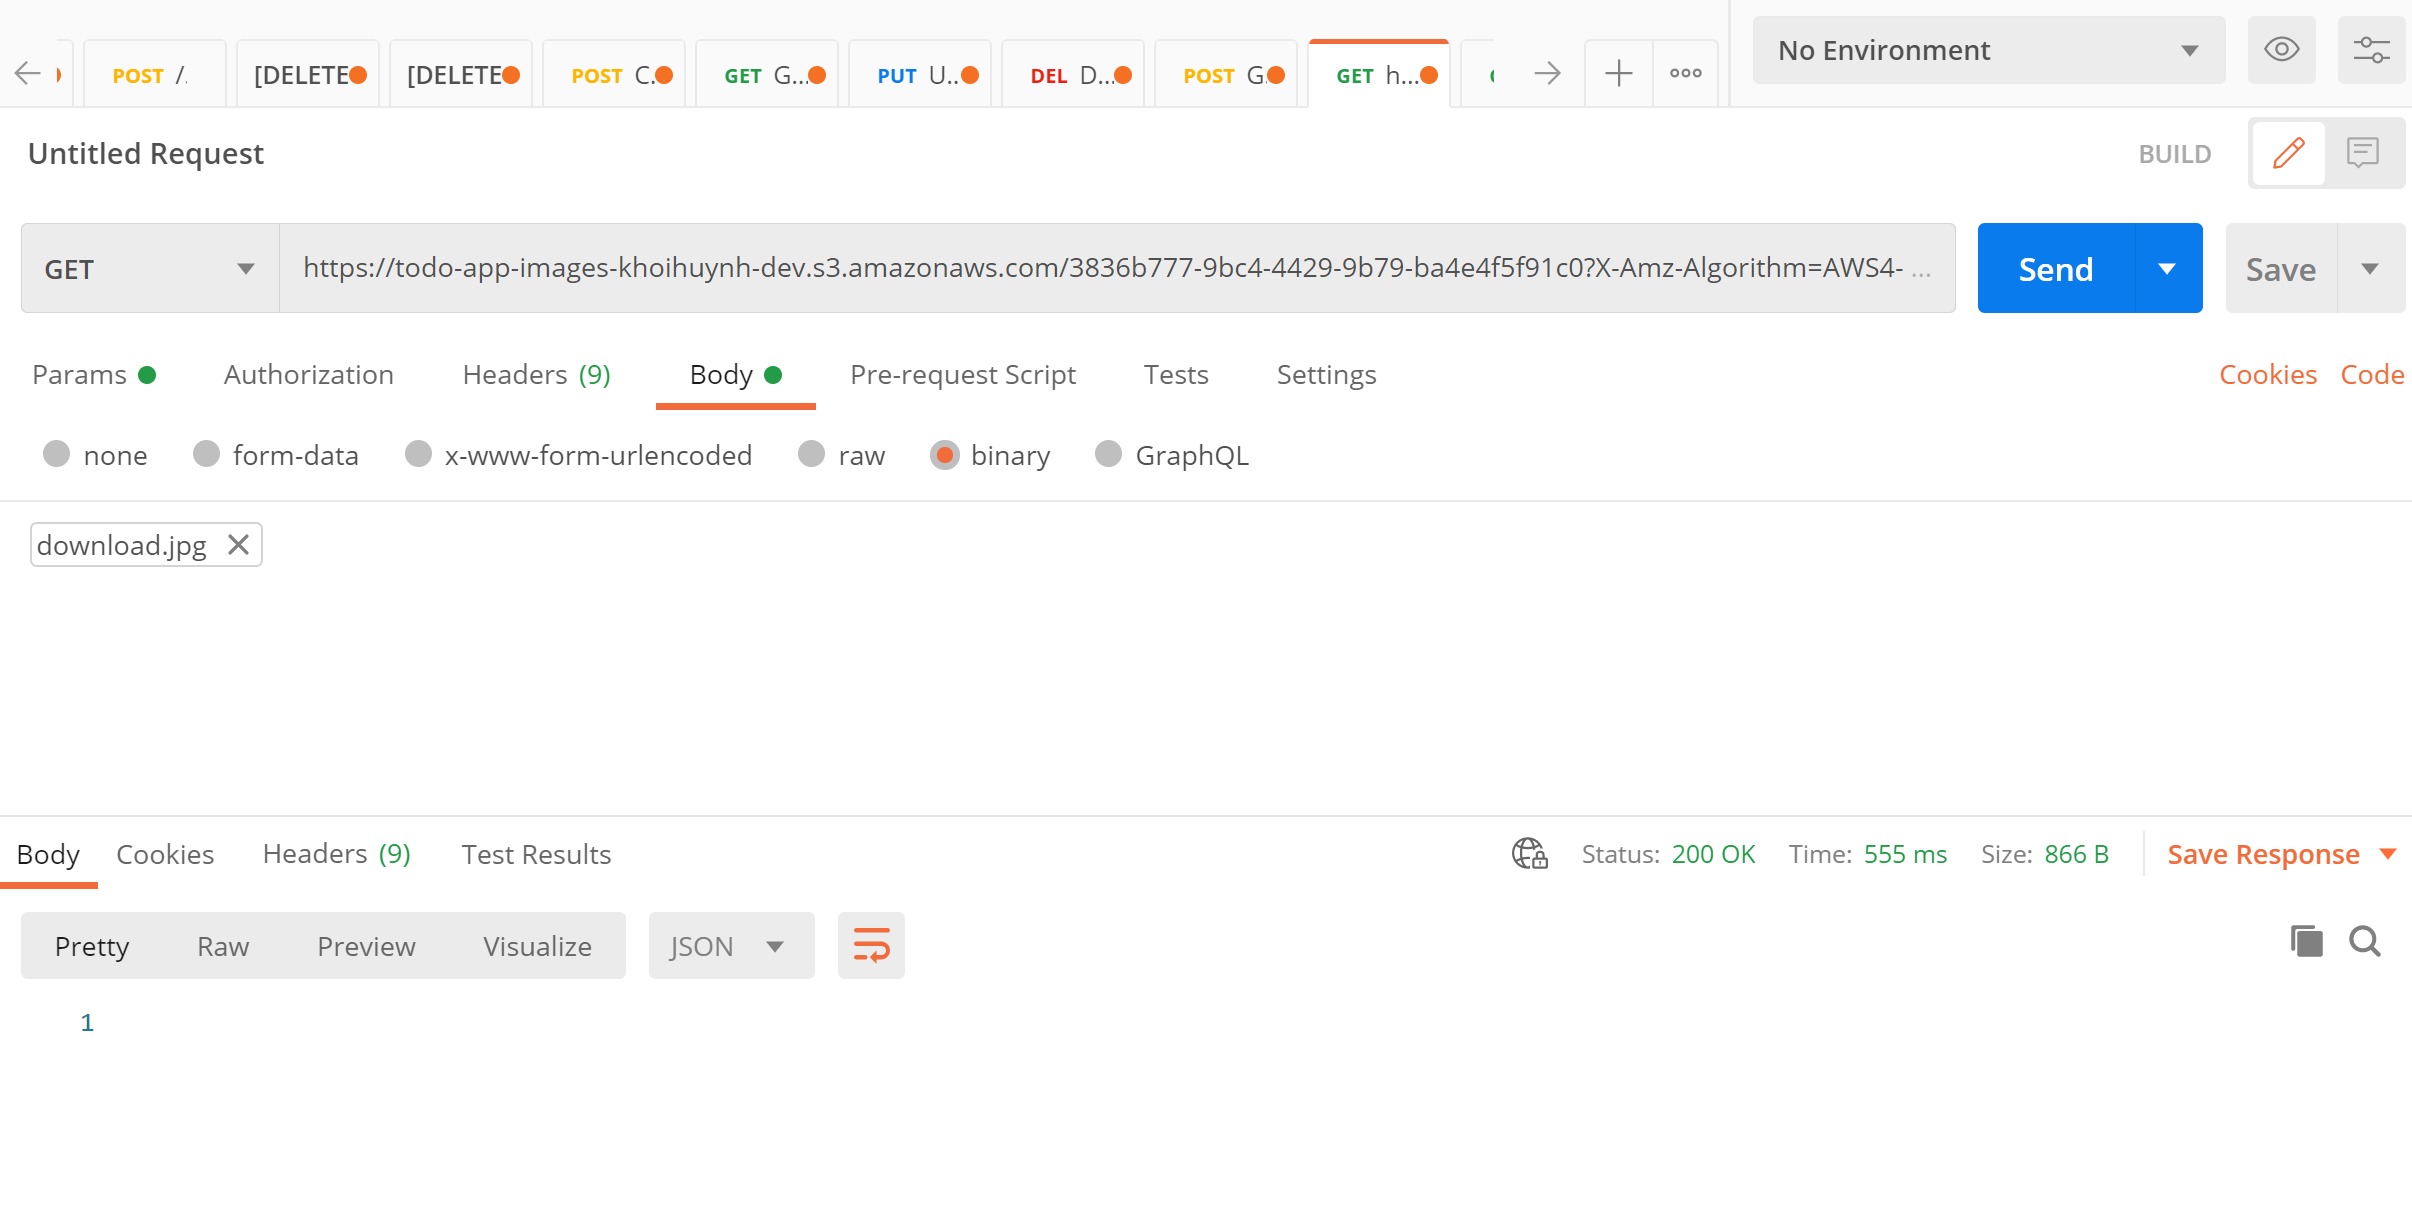 POST /. [DELETE [DELETE POST C. GET G... PUT U.. DEL D... POST G. GET h... No Environment
Untitled Request BUILD
GET https://todo-app-images-khoihuynh-dev.s3.amazonaws.com/3836b777-9bc4-4429-9b79-ba4e4f5f91c0?X-Amz-Algorithm=AWS4- ... Send Save
Params Authorization Headers (9) Body Pre-request Script Tests Settings Cookies Code
none form-data x-www-form-urlencoded raw binary GraphQL
download.jpg
Body Cookies Headers (9) Test Results Status: 200 OK Time: 555 ms Size: 866 B Save Response
Pretty Raw Preview Visualize JSON
1